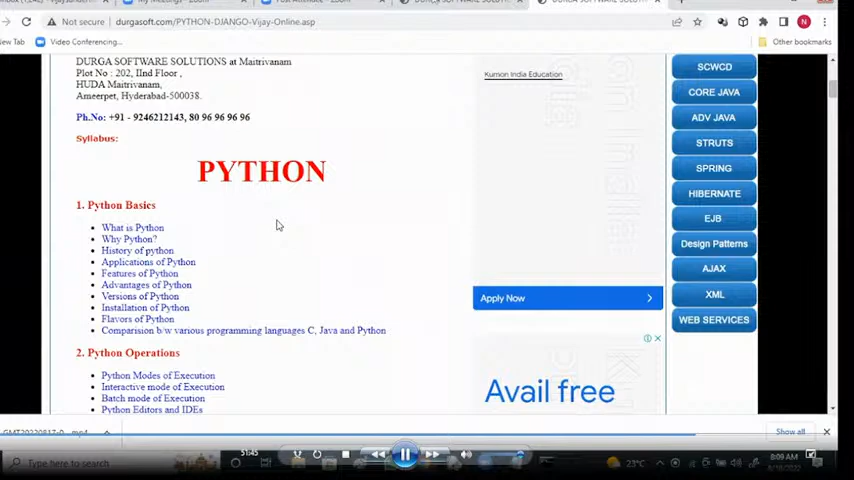 Not secure
durgasoft.com/PYTHON-DJANGO-Vijay-Online.asp
New Tab
Video Conferencing...
Other bookmarks
DURGA SOFTWARE SOLUTIONS at Maitrivanam
Plot No : 202, IInd Floor ,
HUDA Maitrivanam,
Ameerpet, Hyderabad-500038.
Ph.No: +91 - 9246212143, 80 96 96 96 96
Syllabus:
PYTHON
1. Python Basics
What is Python
Why Python?
History of python
Applications of Python
Features of Python
Advantages of Python
Versions of Python
Installation of Python
Flavors of Python
Comparision b/w various programming languages C, Java and Python
2. Python Operations
Python Modes of Execution
Interactive mode of Execution
Batch mode of Execution
Python Editors and IDEs
Kumon India Education
Apply Now
Avail free
SCWCD
CORE JAVA
ADV JAVA
STRUTS
SPRING
HIBERNATE
EJB
Design Patterns
AJAX
XML
WEB SERVICES
Show all
51:45
Type here to search
23°C
8:09 AM